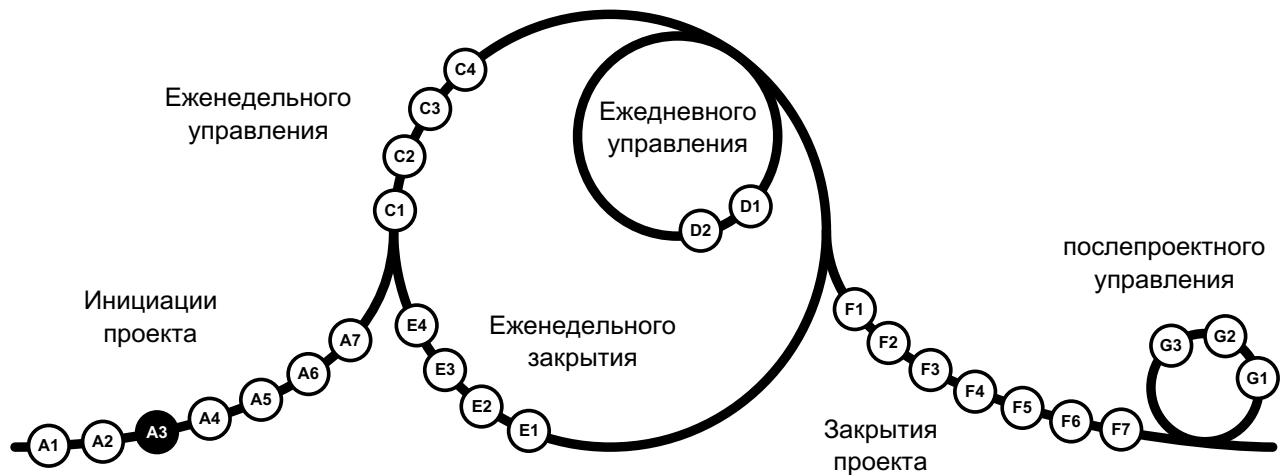 Инициации
проекта
A1
A2
A3
A4
A5
A6
A7
Еженедельного
управления
C1
C2
C3
C4
Ежедневного
управления
D1
D2
Еженедельного
закрытия
E1
E2
E3
E4
Закрытия
проекта
F1
F2
F3
F4
F5
F6
F7
послепроектного
управления
G1
G2
G3